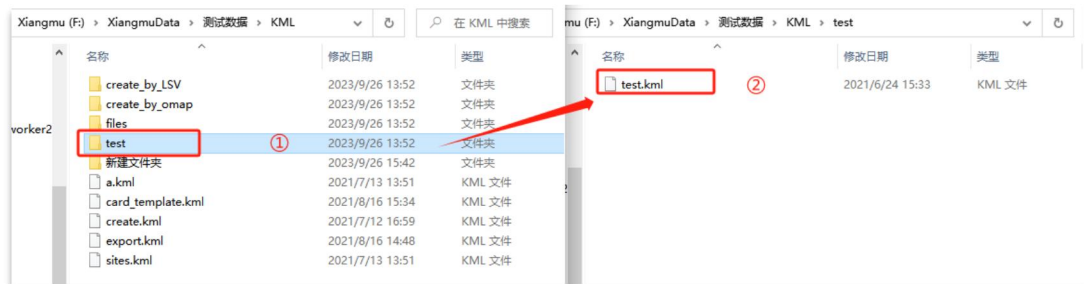 Xiangmu (F:) › XiangmuData › 测试数据 › KML
在 KML 中搜索
名称 修改日期 类型
create_by_LSV 2023/9/26 13:52 文件夹
create_by_omap 2023/9/26 13:52 文件夹
files 2023/9/26 13:52 文件夹
test ① 2023/9/26 13:52 文件夹
新建文件夹 2023/9/26 15:42 文件夹
a.kml 2021/7/13 13:51 KML 文件
card_template.kml 2021/8/16 15:34 KML 文件
create.kml 2021/7/12 16:59 KML 文件
export.kml 2021/8/16 14:48 KML 文件
sites.kml 2021/7/13 13:51 KML 文件
worker2
mu (F:) › XiangmuData › 测试数据 › KML › test
名称 修改日期 类型
test.kml ② 2021/6/24 15:33 KML 文件